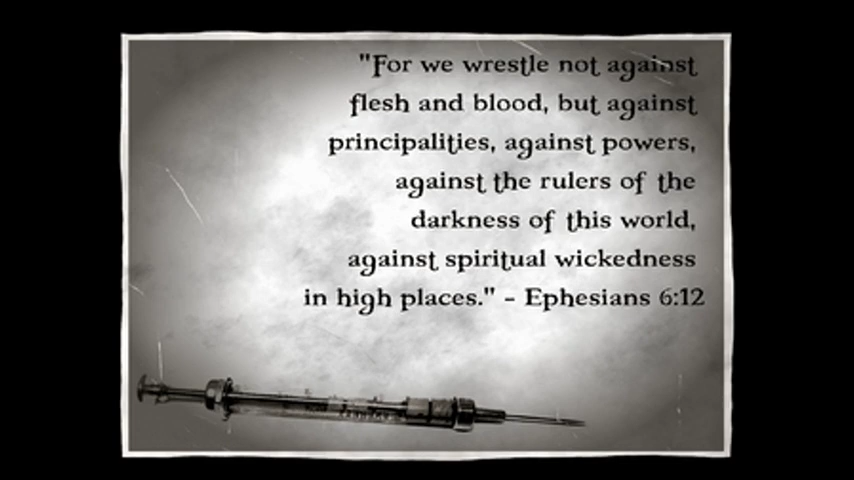 "For we wrestle not against
flesh and blood, but against
principalities, against powers,
against the rulers of the
darkness of this world,
against spiritual wickedness
in high places." - Ephesians 6:12